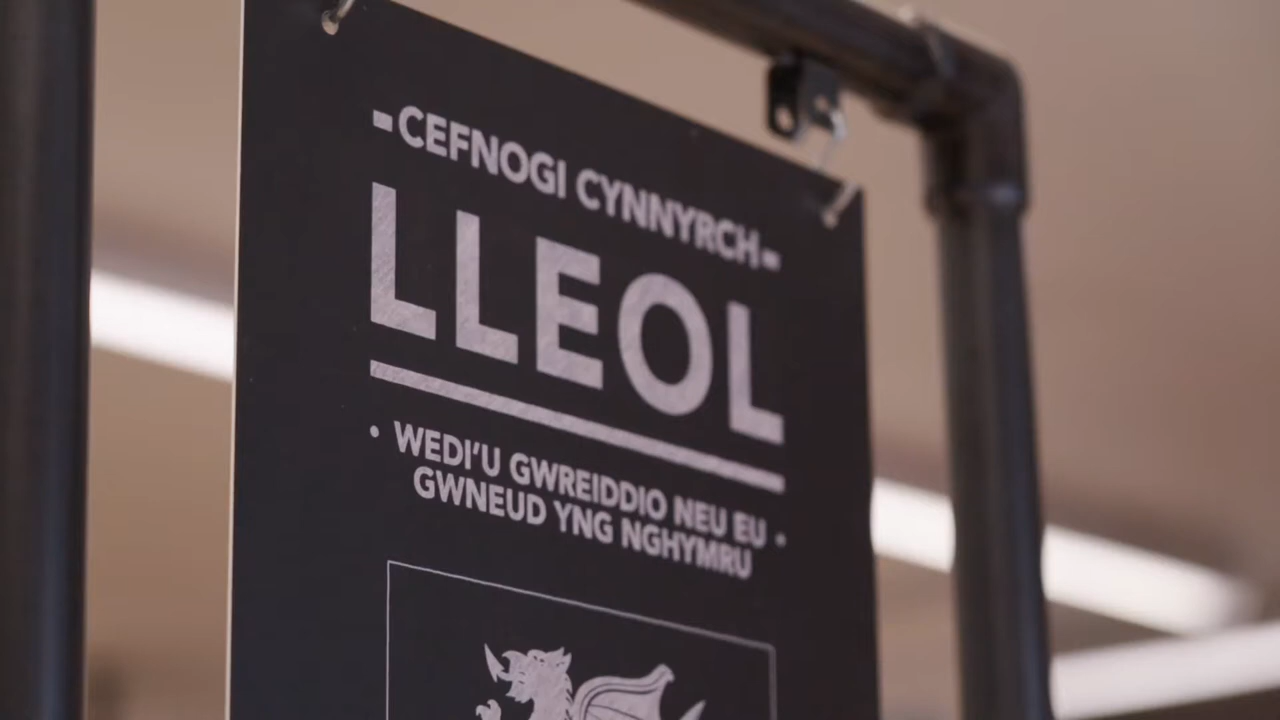 -CEFNOGI CYNNYRCH-
LLEOL
• WEDI'U GWREIDDIO NEU EU •
GWNEUD YNG NGHYMRU